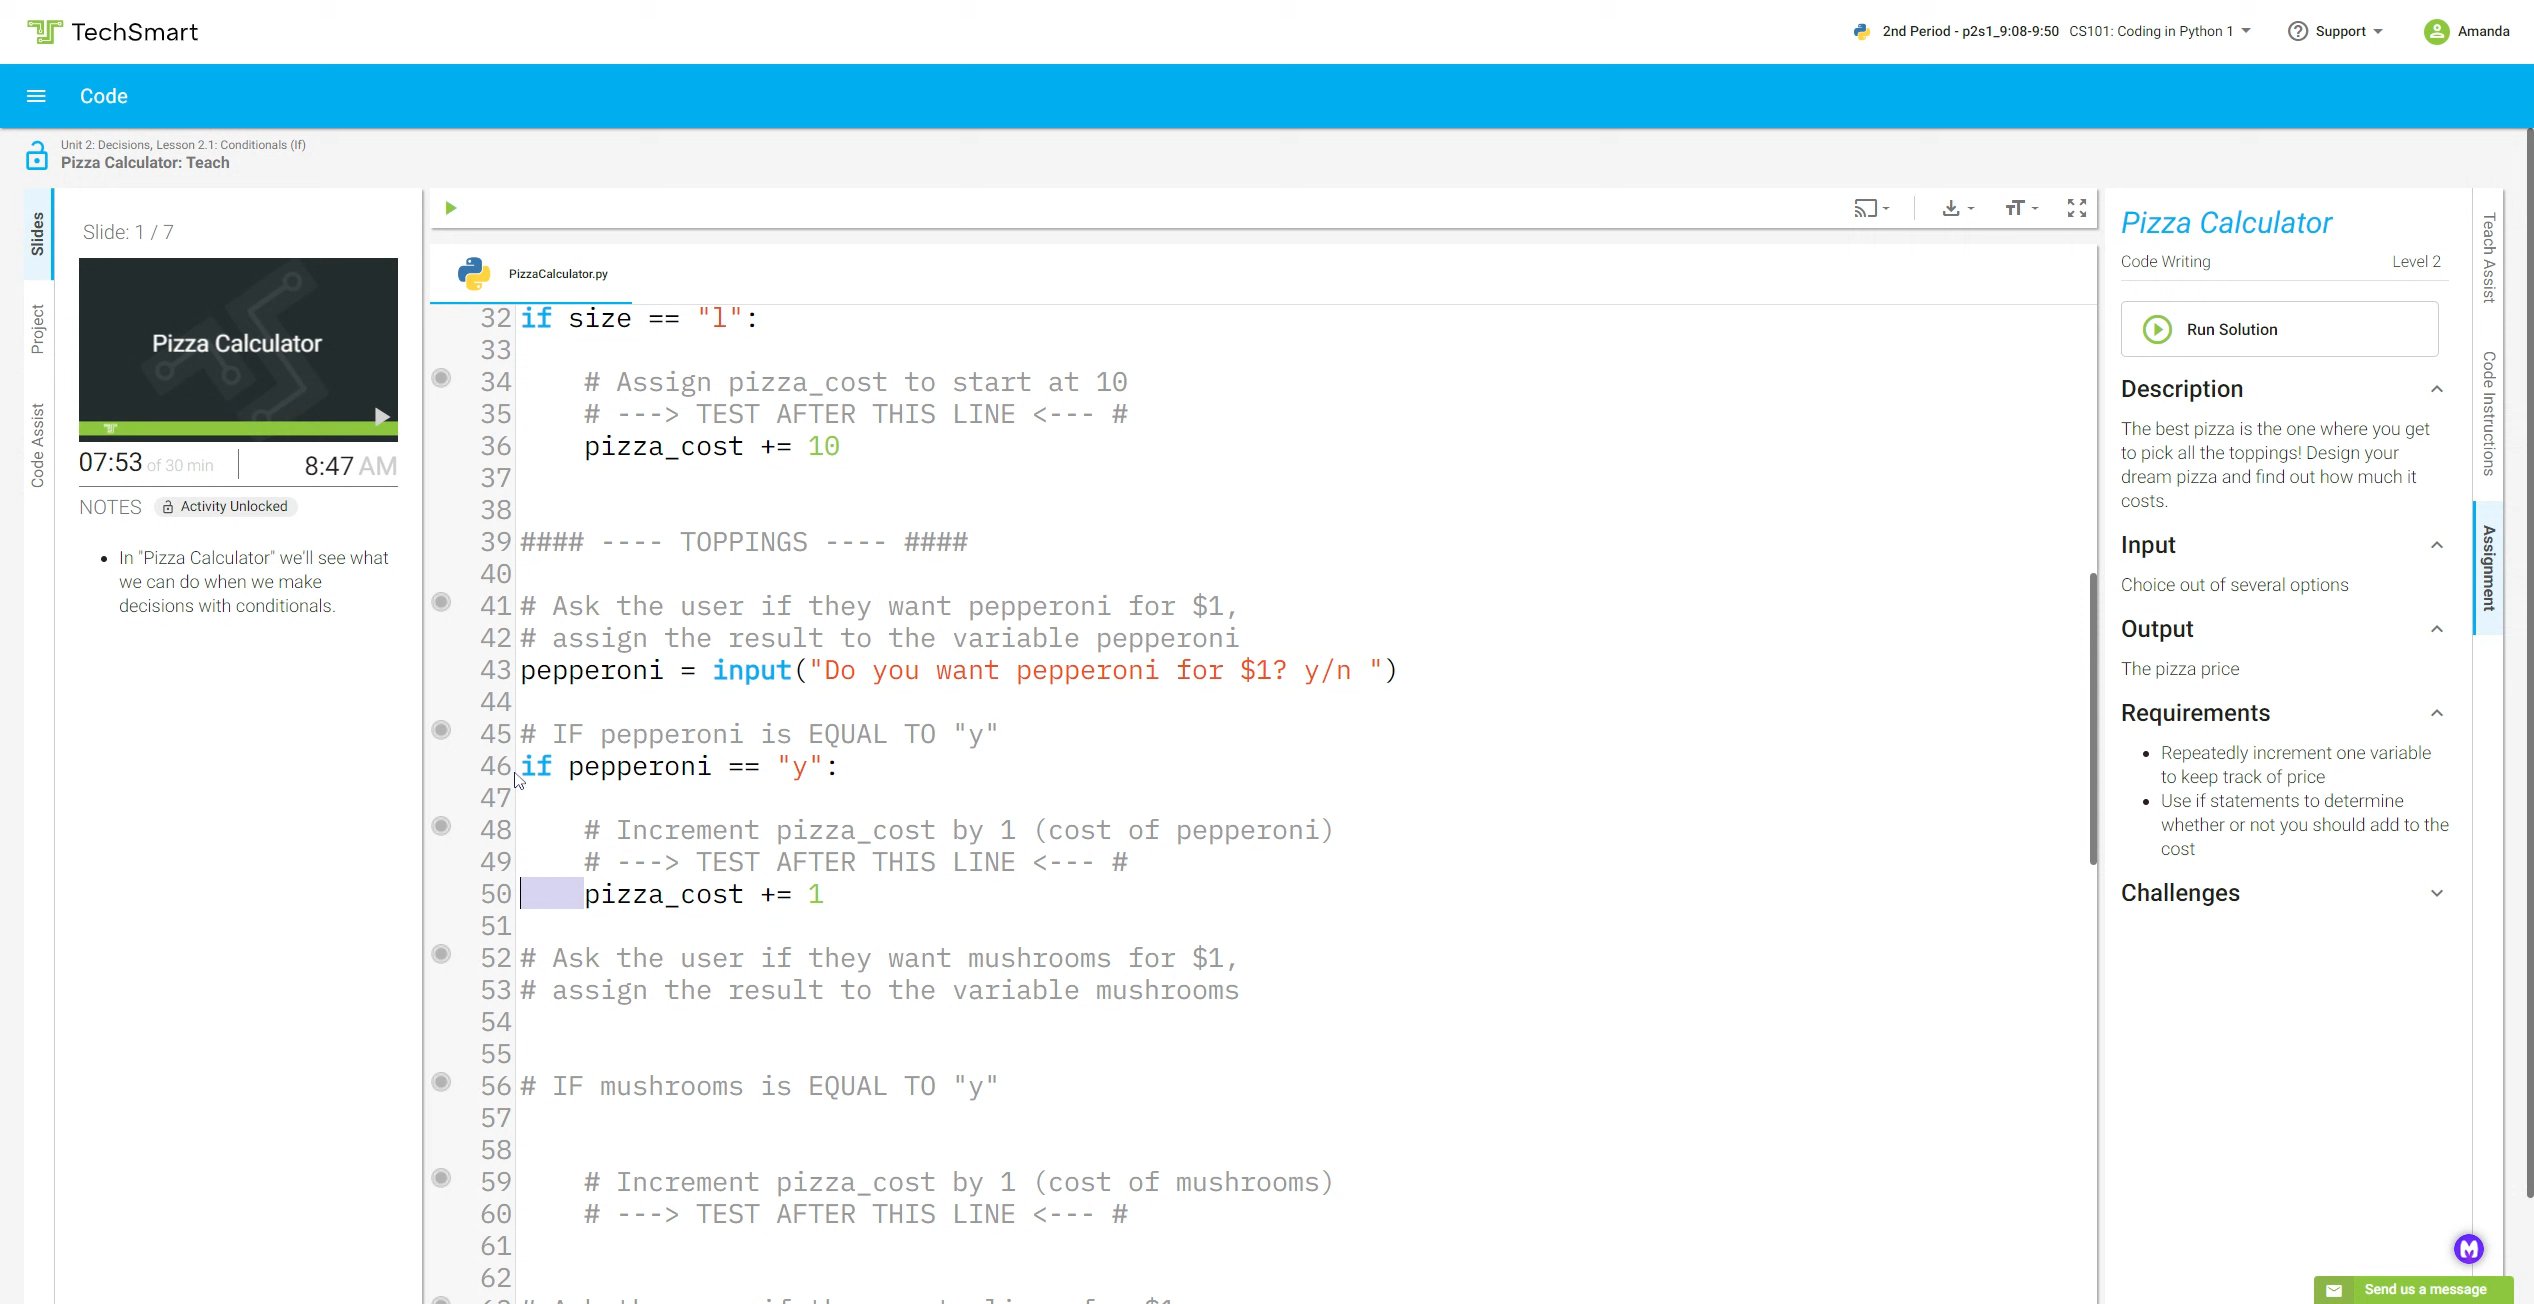 TechSmart
2nd Period - p2s1_9:08-9:50 CS101: Coding in Python 1
Support
Amanda
Code
Unit 2: Decisions, Lesson 2.1: Conditionals (If)
Pizza Calculator: Teach
Slides
Project
Code Assist
Slide: 1 / 7
Pizza Calculator
07:53 of 30 min
8:47 AM
NOTES
Activity Unlocked
• In "Pizza Calculator" we'll see what
we can do when we make
decisions with conditionals.
PizzaCalculator.py
32 if size == "l":
33
34 # Assign pizza_cost to start at 10
35 # ---> TEST AFTER THIS LINE <--- #
36 pizza_cost += 10
37
38
39 #### ---- TOPPINGS ---- ####
40
41 # Ask the user if they want pepperoni for $1,
42 # assign the result to the variable pepperoni
43 pepperoni = input("Do you want pepperoni for $1? y/n ")
44
45 # IF pepperoni is EQUAL TO "y"
46 if pepperoni == "y":
47
48 # Increment pizza_cost by 1 (cost of pepperoni)
49 # ---> TEST AFTER THIS LINE <--- #
50 pizza_cost += 1
51
52 # Ask the user if they want mushrooms for $1,
53 # assign the result to the variable mushrooms
54
55
56 # IF mushrooms is EQUAL TO "y"
57
58
59 # Increment pizza_cost by 1 (cost of mushrooms)
60 # ---> TEST AFTER THIS LINE <--- #
61
62
Pizza Calculator
Code Writing
Level 2
Run Solution
Description
The best pizza is the one where you get
to pick all the toppings! Design your
dream pizza and find out how much it
costs.
Input
Choice out of several options
Output
The pizza price
Requirements
• Repeatedly increment one variable
to keep track of price
• Use if statements to determine
whether or not you should add to the
cost
Challenges
Teach Assist
Code Instructions
Assignment
Send us a message